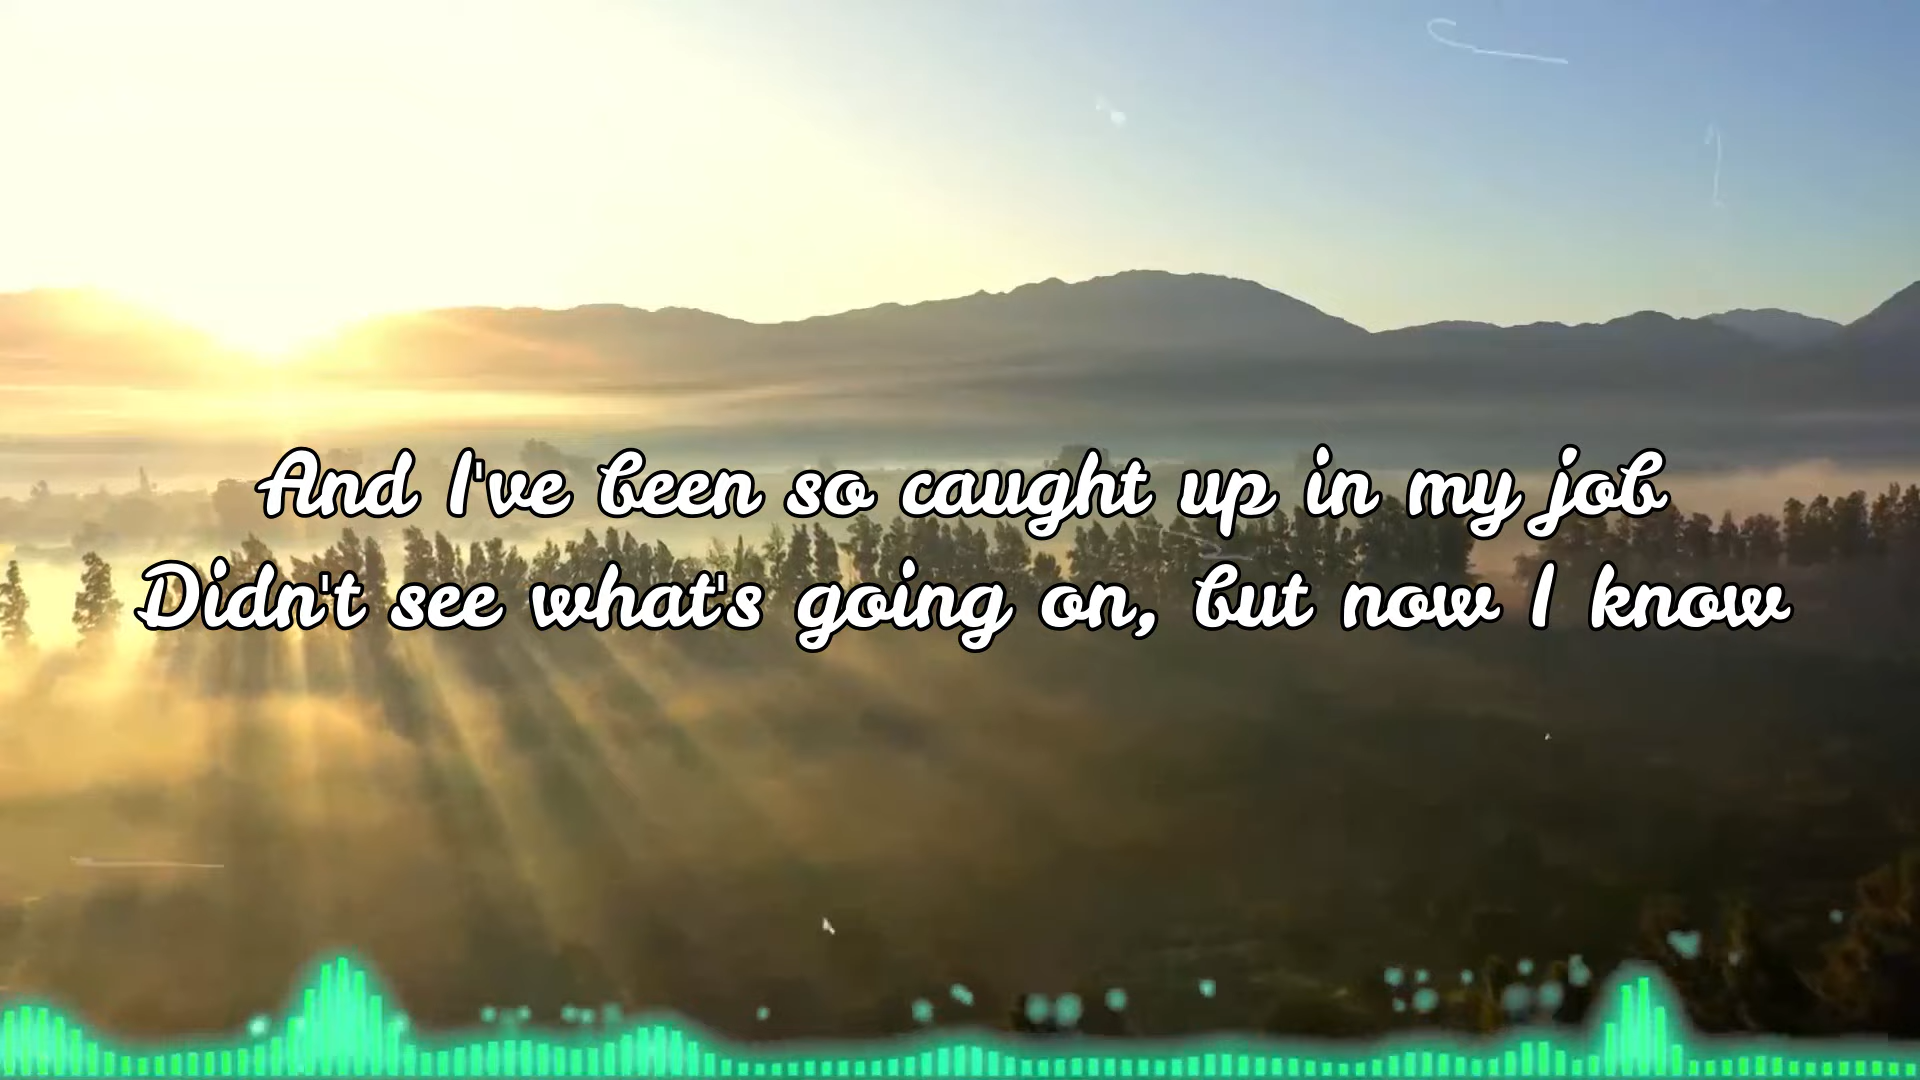 And I've been so caught up in my job
Didn't see what's going on, but now I know